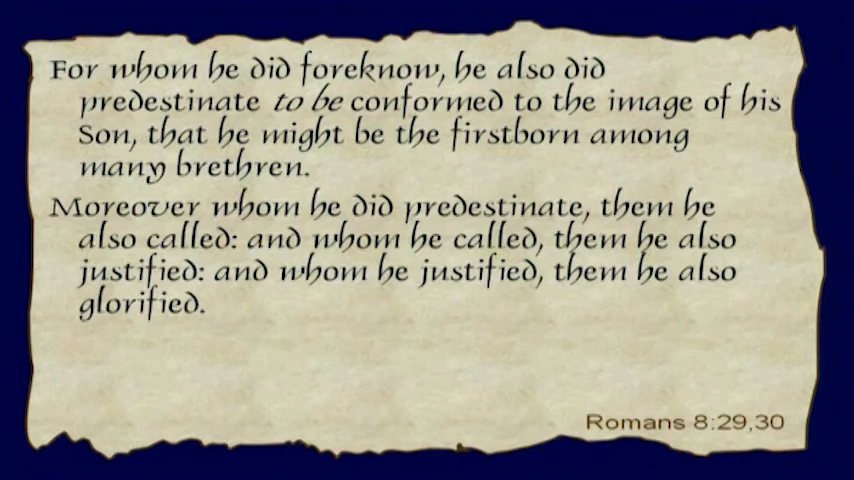 For whom he did foreknow, he also did
predestinate to be conformed to the image of his
Son, that he might be the firstborn among
many brethren.
Moreover whom he did predestinate, them he
also called: and whom he called, them he also
justified: and whom he justified, them he also
glorified.
Romans 8:29,30